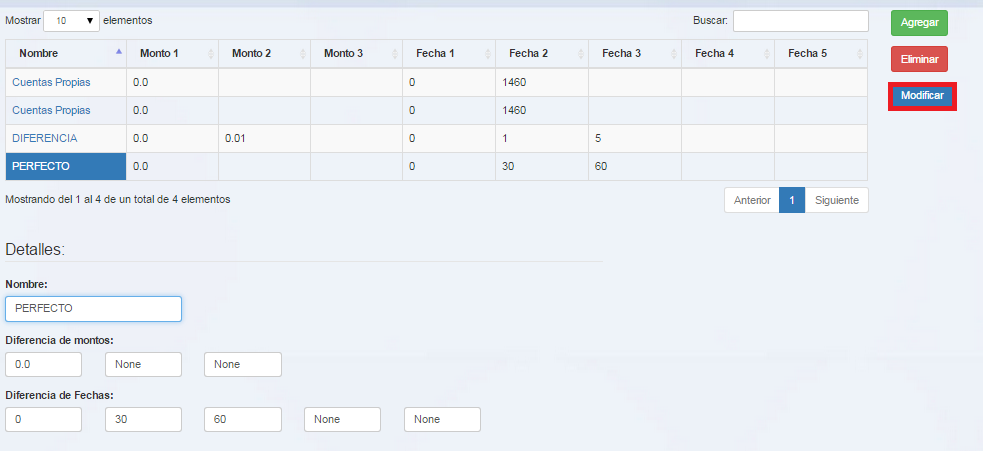 Mostrar 10 elementos Buscar: Agregar
Nombre Monto 1 Monto 2 Monto 3 Fecha 1 Fecha 2 Fecha 3 Fecha 4 Fecha 5
Eliminar
Cuentas Propias 0.0 0 1460
Modificar
Cuentas Propias 0.0 0 1460
DIFERENCIA 0.0 0.01 0 1 5
PERFECTO 0.0 0 30 60
Mostrando del 1 al 4 de un total de 4 elementos Anterior 1 Siguiente
Detalles:
Nombre:
PERFECTO
Diferencia de montos:
0.0 None None
Diferencia de Fechas:
0 30 60 None None